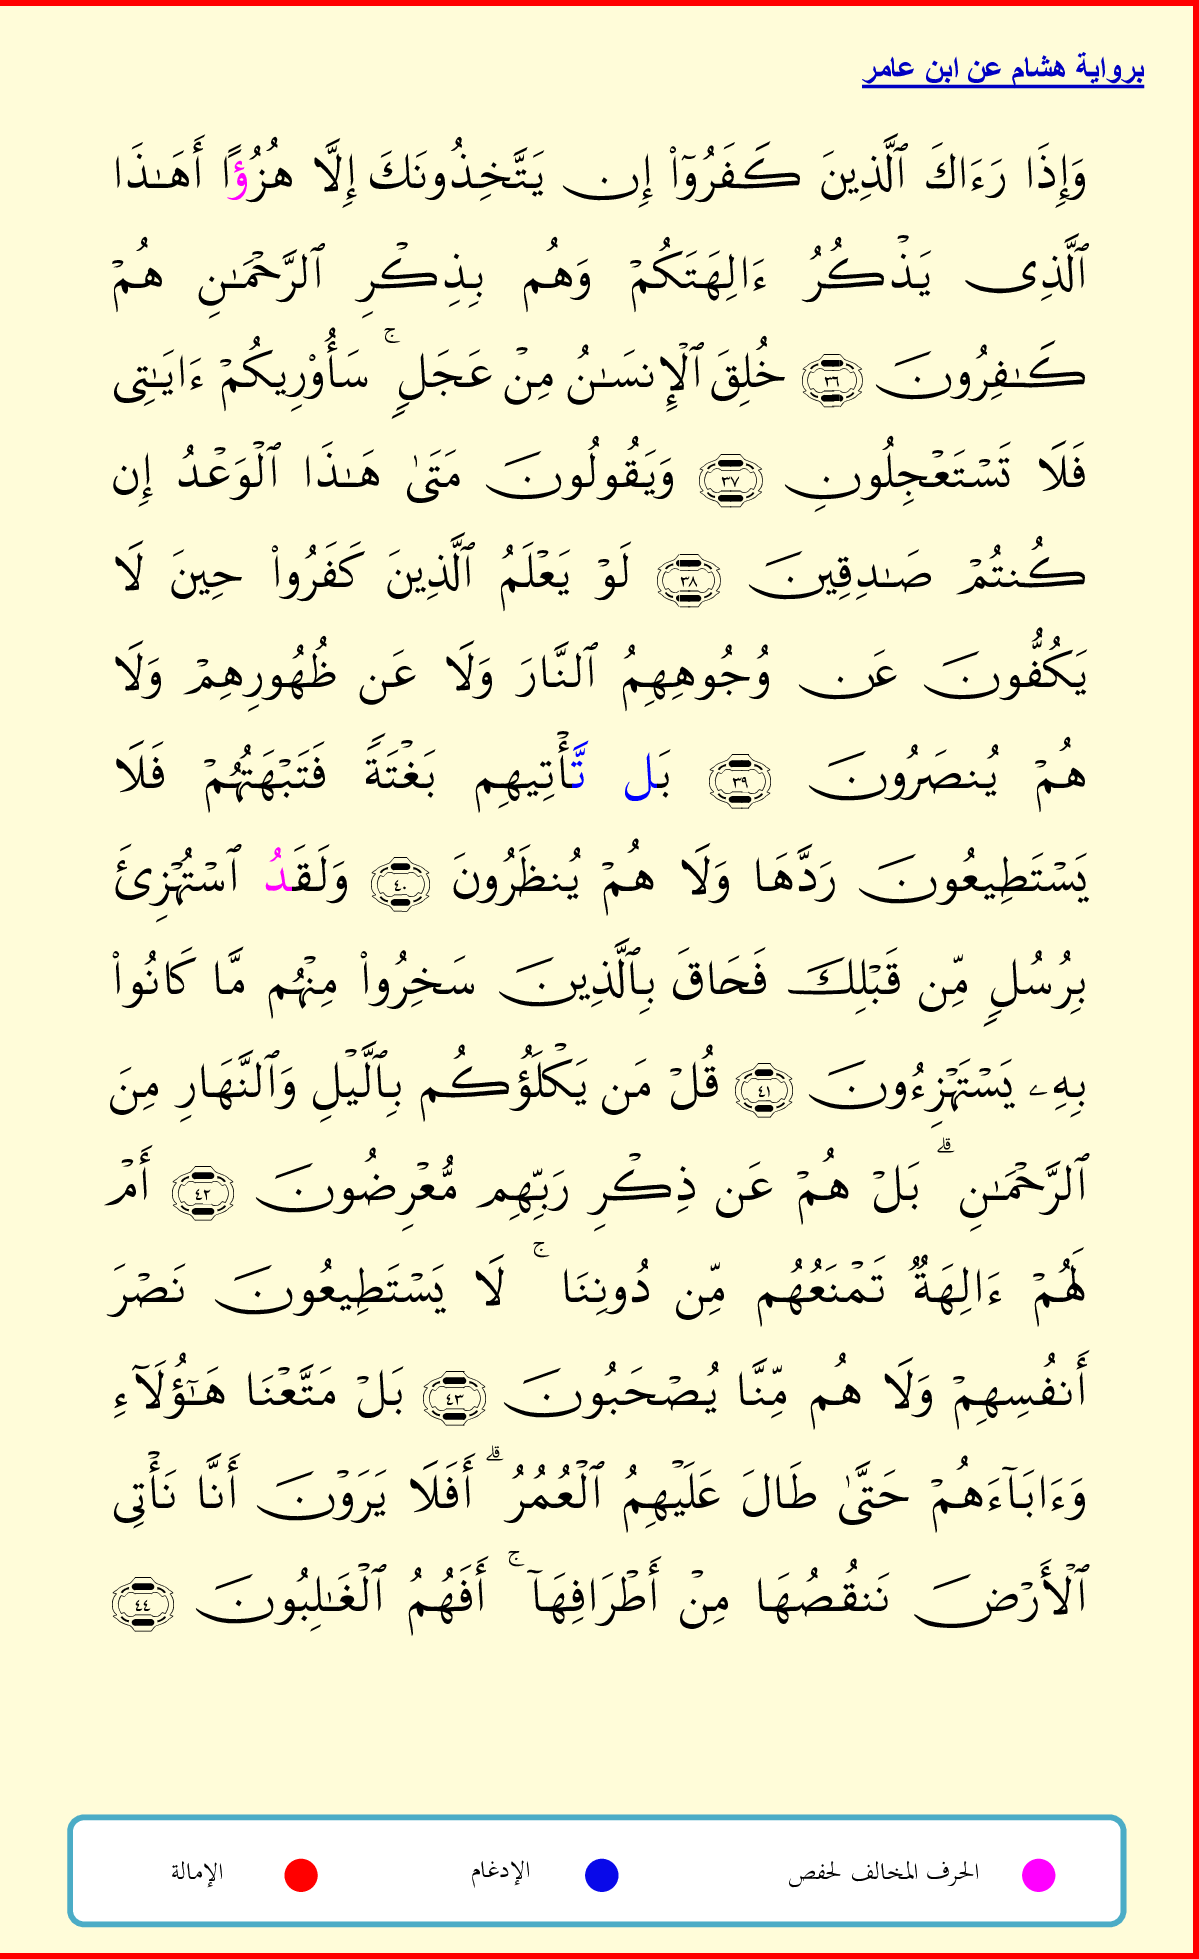 برواية هشام عن ابن عامر
وَإِذَا رَءَاكَ ٱلَّذِينَ كَفَرُوٓا۟ إِن يَتَّخِذُونَكَ إِلَّا هُزُؤًا أَهَـٰذَا
ٱلَّذِى يَذْكُرُ ءَالِهَتَكُمْ وَهُم بِذِكْرِ ٱلرَّحْمَـٰنِ هُمْ
كَـٰفِرُونَ ٣٦ خُلِقَ ٱلْإِنسَـٰنُ مِنْ عَجَلٍ ۚ سَأُو۟رِيكُمْ ءَايَـٰتِى
فَلَا تَسْتَعْجِلُونِ ٣٧ وَيَقُولُونَ مَتَىٰ هَـٰذَا ٱلْوَعْدُ إِن
كُنتُمْ صَـٰدِقِينَ ٣٨ لَوْ يَعْلَمُ ٱلَّذِينَ كَفَرُوا۟ حِينَ لَا
يَكُفُّونَ عَن وُجُوهِهِمُ ٱلنَّارَ وَلَا عَن ظُهُورِهِمْ وَلَا
هُمْ يُنصَرُونَ ٣٩ بَل تَّأْتِيهِم بَغْتَةً فَتَبْهَتُهُمْ فَلَا
يَسْتَطِيعُونَ رَدَّهَا وَلَا هُمْ يُنظَرُونَ ٤٠ وَلَقَدُ ٱسْتُهْزِئَ
بِرُسُلٍ مِّن قَبْلِكَ فَحَاقَ بِٱلَّذِينَ سَخِرُوا۟ مِنْهُم مَّا كَانُوا۟
بِهِۦ يَسْتَهْزِءُونَ ٤١ قُلْ مَن يَكْلَؤُكُم بِٱلَّيْلِ وَٱلنَّهَارِ مِنَ
ٱلرَّحْمَـٰنِ ۗ بَلْ هُمْ عَن ذِكْرِ رَبِّهِم مُّعْرِضُونَ ٤٢ أَمْ
لَهُمْ ءَالِهَةٌ تَمْنَعُهُم مِّن دُونِنَا ۚ لَا يَسْتَطِيعُونَ نَصْرَ
أَنفُسِهِمْ وَلَا هُم مِّنَّا يُصْحَبُونَ ٤٣ بَلْ مَتَّعْنَا هَـٰٓؤُلَآءِ
وَءَابَآءَهُمْ حَتَّىٰ طَالَ عَلَيْهِمُ ٱلْعُمُرُ ۗ أَفَلَا يَرَوْنَ أَنَّا نَأْتِى
ٱلْأَرْضَ نَنقُصُهَا مِنْ أَطْرَافِهَآ ۚ أَفَهُمُ ٱلْغَـٰلِبُونَ ٤٤
الحرف المخالف لحفص الإدغام الإمالة